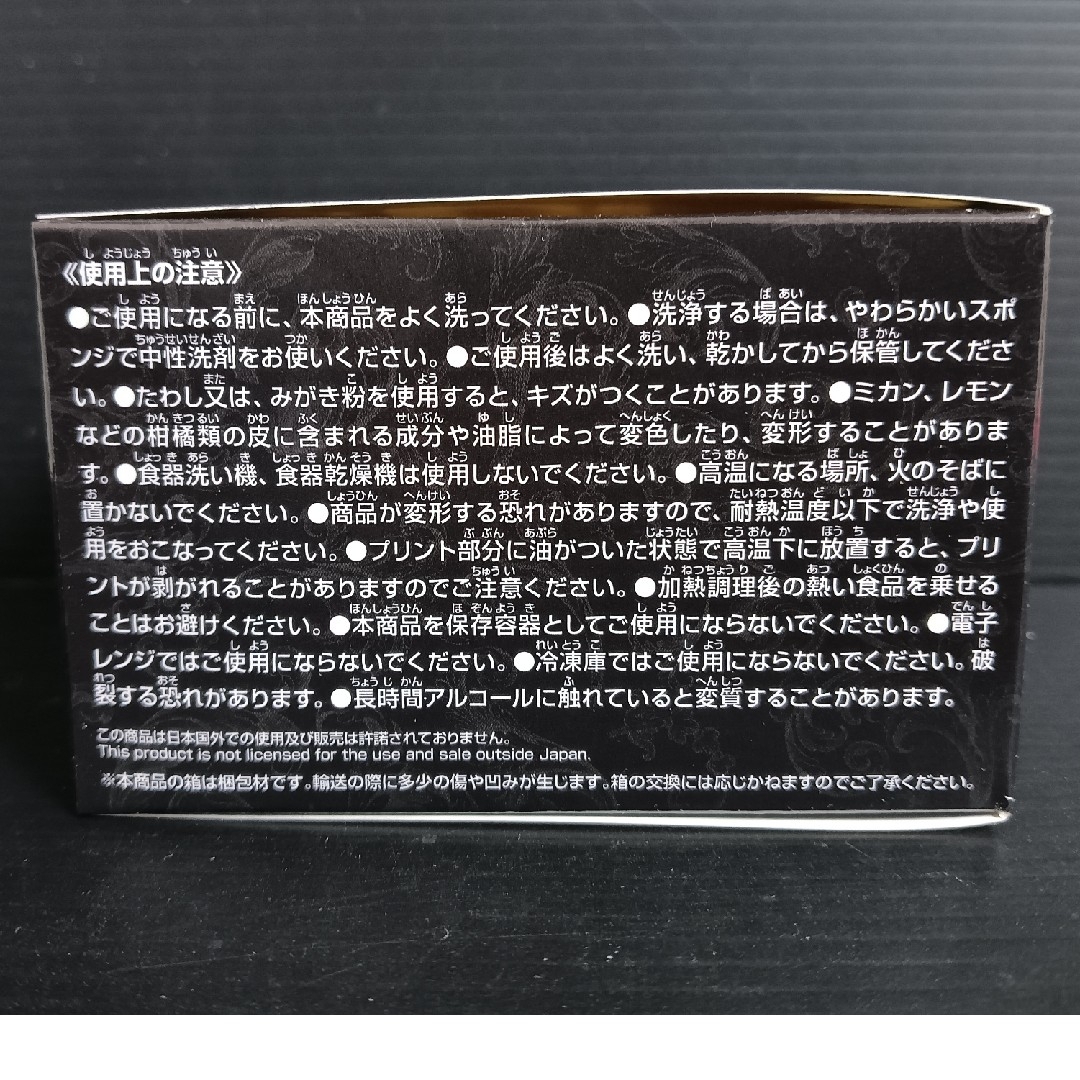 《使用上の注意》
●ご使用になる前に、本商品をよく洗ってください。●洗浄する場合は、やわらかいスポ
ンジで中性洗剤をお使いください。●ご使用後はよく洗い、乾かしてから保管してくださ
い。●たわし又は、みがき粉を使用すると、キズがつくことがあります。●ミカン、レモン
などの柑橘類の皮に含まれる成分や油脂によって変色したり、変形することがありま
す。●食器洗い機、食器乾燥機は使用しないでください。●高温になる場所、火のそばに
置かないでください。●商品が変形する恐れがありますので、耐熱温度以下で洗浄や使
用をおこなってください。●プリント部分に油がついた状態で高温下に放置すると、プリ
ントが剥がれることがありますのでご注意ください。●加熱調理後の熱い食品を乗せる
ことはお避けください。●本商品を保存容器としてご使用にならないでください。●電子
レンジではご使用にならないでください。●冷凍庫ではご使用にならないでください。破
裂する恐れがあります。●長時間アルコールに触れていると変質することがあります。
この商品は日本国外での使用及び販売は許諾されておりません。
This product is not licensed for the use and sale outside Japan.
※本商品の箱は梱包材です。輸送の際に多少の傷や凹みが生じます。箱の交換には応じかねますのでご了承ください。